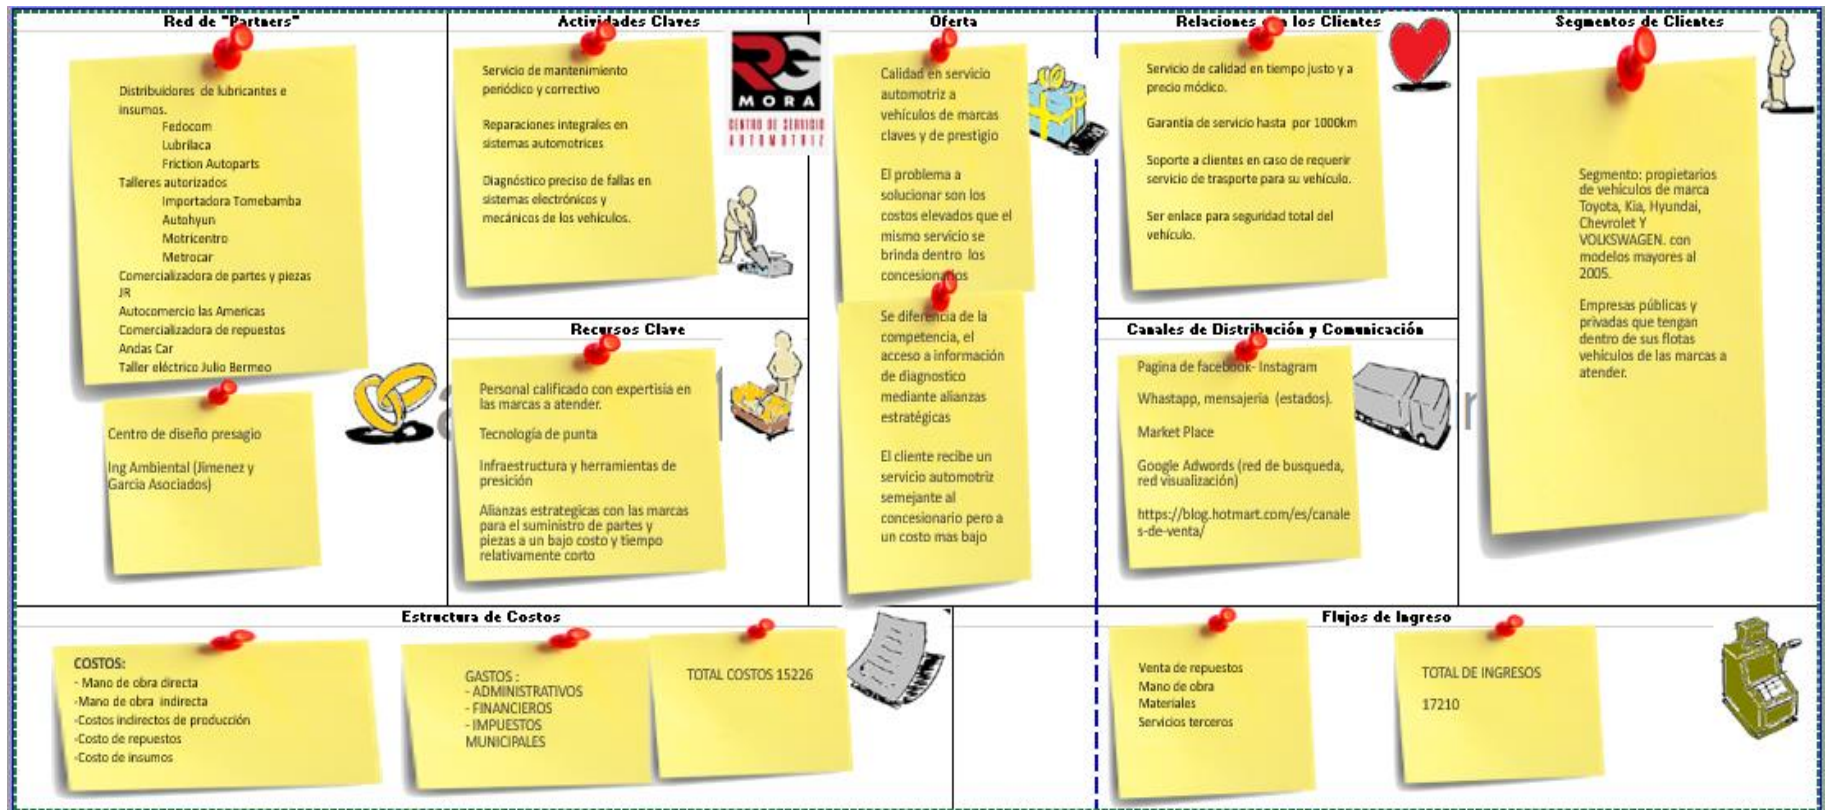 Red de "Partners"
Distribuidores de lubricantes e
insumos.
Fedocom
Lubrilaca
Friction Autoparts
Talleres autorizados
Importadora Tomebamba
Autohyun
Motricentro
Metrocar
Comercializadora de partes y piezas
JR
Autocomercio las Americas
Comercializadora de repuestos
Andas Car
Taller eléctrico Julio Bermeo
Centro de diseño presagio
Ing Ambiental (Jimenez y
Garcia Asociados)
Actividades Claves
Servicio de mantenimiento
periódico y correctivo
Reparaciones integrales en
sistemas automotrices
Diagnóstico preciso de fallas en
sistemas electrónicos y
mecánicos de los vehículos.
RG
MORA
CENTRO DE SERVICIO
AUTOMOTRIZ
Recursos Clave
Personal calificado con expertisia en
las marcas a atender.
Tecnología de punta
Infraestructura y herramientas de
presición
Alianzas estrategicas con las marcas
para el suministro de partes y
piezas a un bajo costo y tiempo
relativamente corto
Oferta
Calidad en servicio
automotriz a
vehículos de marcas
claves y de prestigio
El problema a
solucionar son los
costos elevados que el
mismo servicio se
brinda dentro los
concesionados
Se diferencia de la
competencia, el
acceso a información
de diagnostico
mediante alianzas
estratégicas
El cliente recibe un
servicio automotriz
semejante al
concesionario pero a
un costo mas bajo
Relaciones con los Clientes
Servicio de calidad en tiempo justo y a
precio módico.
Garantía de servicio hasta por 1000km
Soporte a clientes en caso de requerir
servicio de trasporte para su vehículo.
Ser enlace para seguridad total del
vehículo.
Canales de Distribución y Comunicación
Pagina de facebook- Instagram
Whastapp, mensajeria (estados).
Market Place
Google Adwords (red de busqueda,
red visualización)
https://blog.hotmart.com/es/canale
s-de-venta/
Segmentos de Clientes
Segmento: propietarios
de vehículos de marca
Toyota, Kia, Hyundai,
Chevrolet Y
VOLKSWAGEN. con
modelos mayores al
2005.
Empresas públicas y
privadas que tengan
dentro de sus flotas
vehículos de las marcas a
atender.
Estructura de Costos
COSTOS:
- Mano de obra directa
-Mano de obra indirecta
-Costos indirectos de producción
-Costo de repuestos
-Costo de insumos
GASTOS :
- ADMINISTRATIVOS
- FINANCIEROS
- IMPUESTOS
MUNICIPALES
TOTAL COSTOS 15226
Flujos de Ingreso
Venta de repuestos
Mano de obra
Materiales
Servicios terceros
TOTAL DE INGRESOS
17210